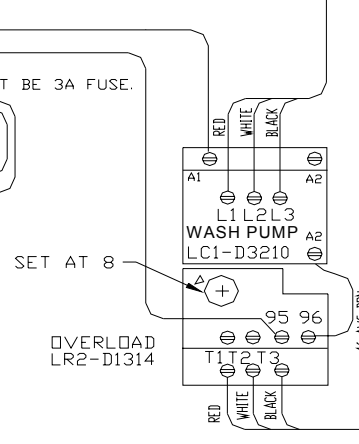 T BE 3A FUSE.
RED
WHITE
BLACK
A1
A2
L1 L2 L3
WASH PUMP
A2
LC1-D3210
SET AT 8
95 96
OVERLOAD
LR2-D1314
T1 T2 T3
RED
WHITE
BLACK